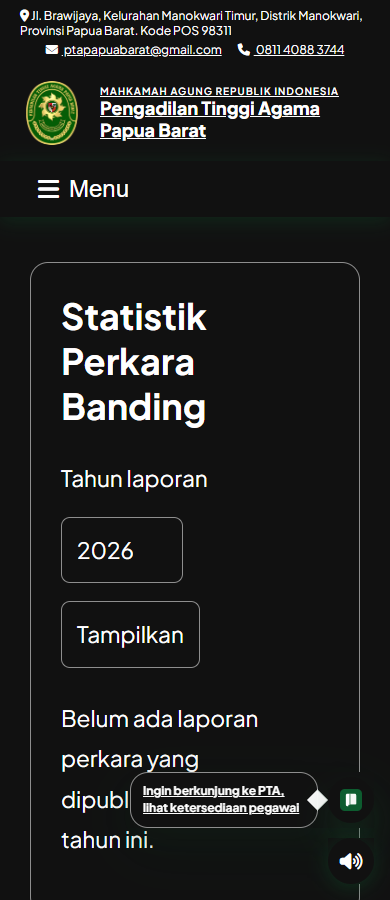 Jl. Brawijaya, Kelurahan Manokwari Timur, Distrik Manokwari,
Provinsi Papua Barat. Kode POS 98311
ptapapuabarat@gmail.com 0811 4088 3744
MAHKAMAH AGUNG REPUBLIK INDONESIA
Pengadilan Tinggi Agama
Papua Barat
Menu
Statistik
Perkara
Banding
Tahun laporan
2026
Tampilkan
Belum ada laporan
perkara yang
dipubl
tahun ini.
Ingin berkunjung ke PTA,
lihat ketersediaan pegawai